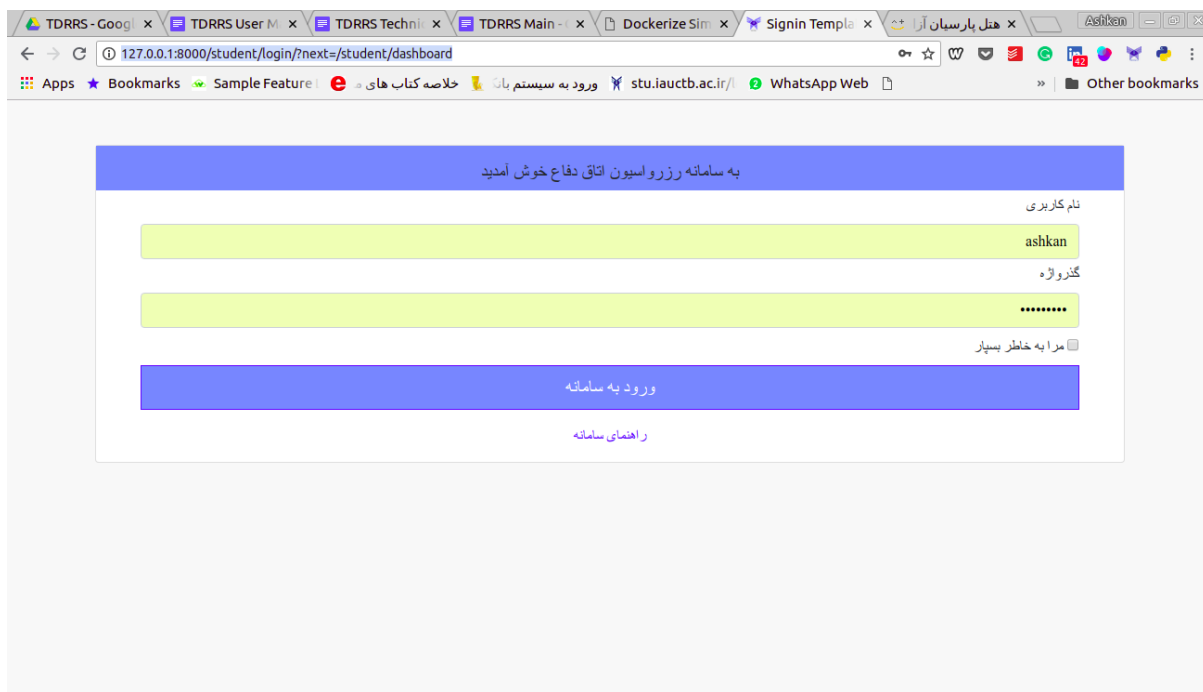 TDRRS - Googl
TDRRS User M
TDRRS Technic
TDRRS Main - 
Dockerize Sim
Signin Templa
هتل پارسیان آزا
Ashkan
127.0.0.1:8000/student/login/?next=/student/dashboard
42
Apps
Bookmarks
Sample Feature
خلاصه کتاب های
ورود به سیستم بانک
stu.iauctb.ac.ir/
2
WhatsApp Web
»
Other bookmarks
به سامانه رزرواسیون اتاق دفاع خوش آمدید
نام کاربری
ashkan
گذرواژه
•••••••••
مرا به خاطر بسپار
ورود به سامانه
راهنمای سامانه